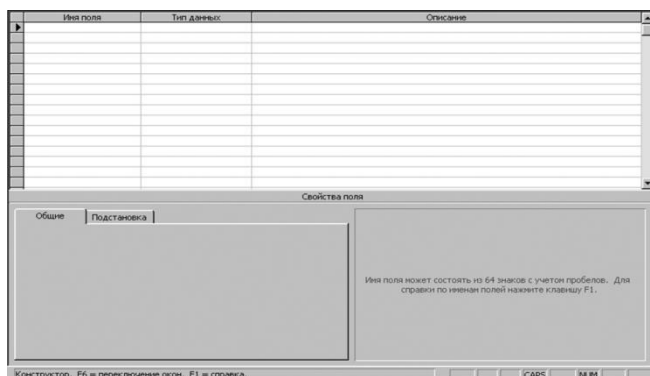 Имя поля Тип данных Описание
Свойства поля
Общие Подстановка
Имя поля может состоять из 64 знаков с учетом пробелов. Для
справки по именам полей нажмите клавишу F1.
Конструктор. F6 = переключение окон. F1 = справка. CAPS NUM